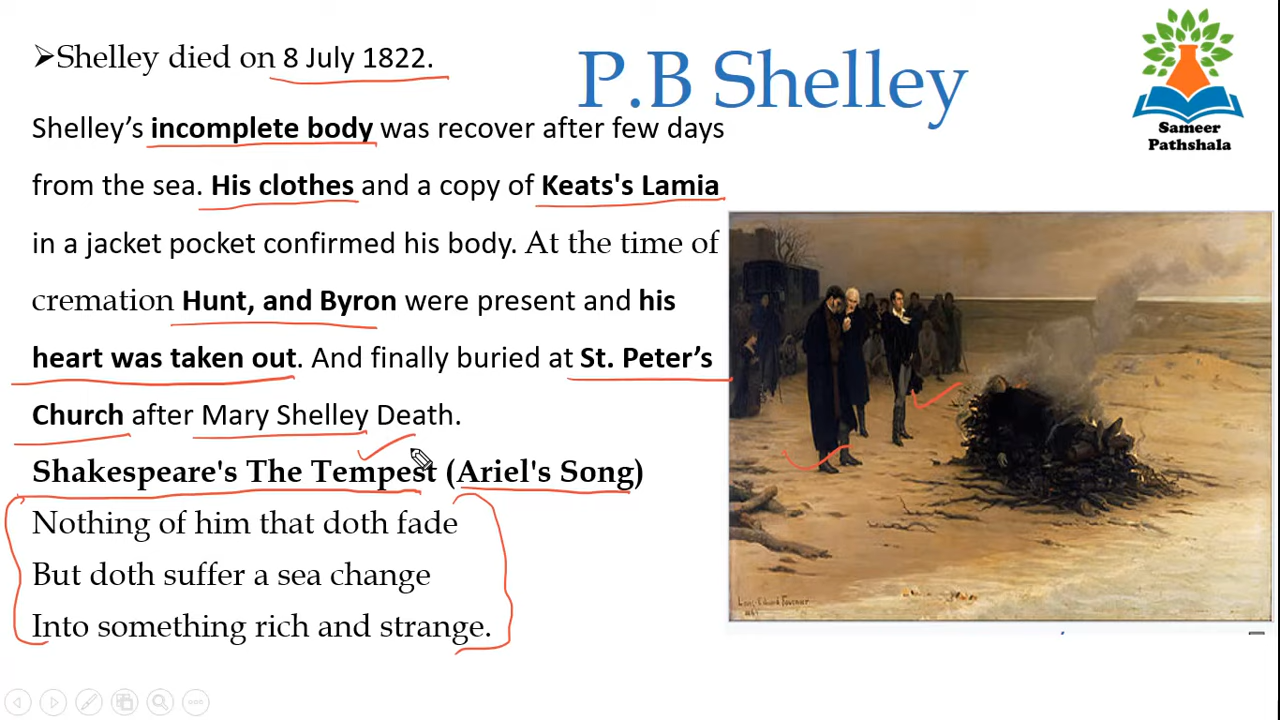 ➢Shelley died on 8 July 1822.
P.B Shelley
Sameer
Pathshala
Shelley’s incomplete body was recover after few days
from the sea. His clothes and a copy of Keats's Lamia
in a jacket pocket confirmed his body. At the time of
cremation Hunt, and Byron were present and his
heart was taken out. And finally buried at St. Peter’s
Church after Mary Shelley Death.
Shakespeare's The Tempest (Ariel's Song)
Nothing of him that doth fade
But doth suffer a sea change
Into something rich and strange.